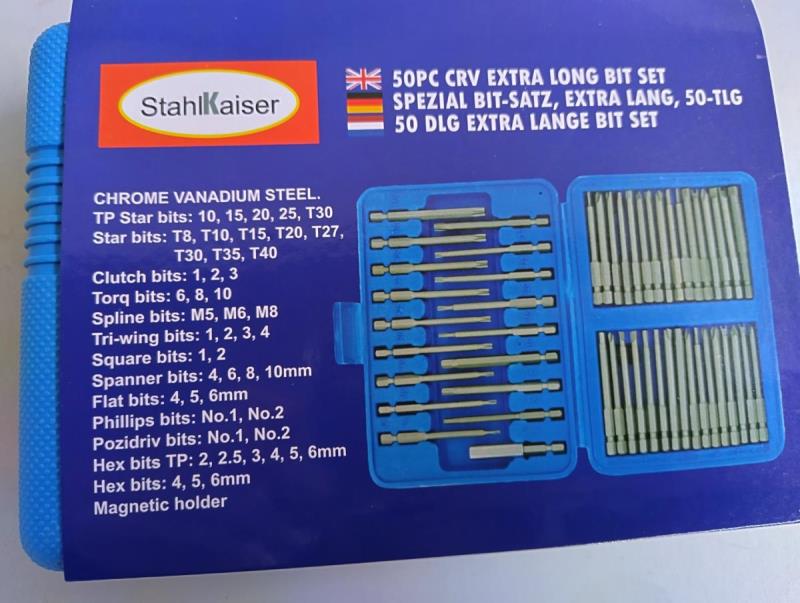 StahlKaiser
50PC CRV EXTRA LONG BIT SET
SPEZIAL BIT-SATZ, EXTRA LANG, 50-TLG
50 DLG EXTRA LANGE BIT SET
CHROME VANADIUM STEEL.
TP Star bits: 10, 15, 20, 25, T30
Star bits: T8, T10, T15, T20, T27,
T30, T35, T40
Clutch bits: 1, 2, 3
Torq bits: 6, 8, 10
Spline bits: M5, M6, M8
Tri-wing bits: 1, 2, 3, 4
Square bits: 1, 2
Spanner bits: 4, 6, 8, 10mm
Flat bits: 4, 5, 6mm
Phillips bits: No.1, No.2
Pozidriv bits: No.1, No.2
Hex bits TP: 2, 2.5, 3, 4, 5, 6mm
Hex bits: 4, 5, 6mm
Magnetic holder